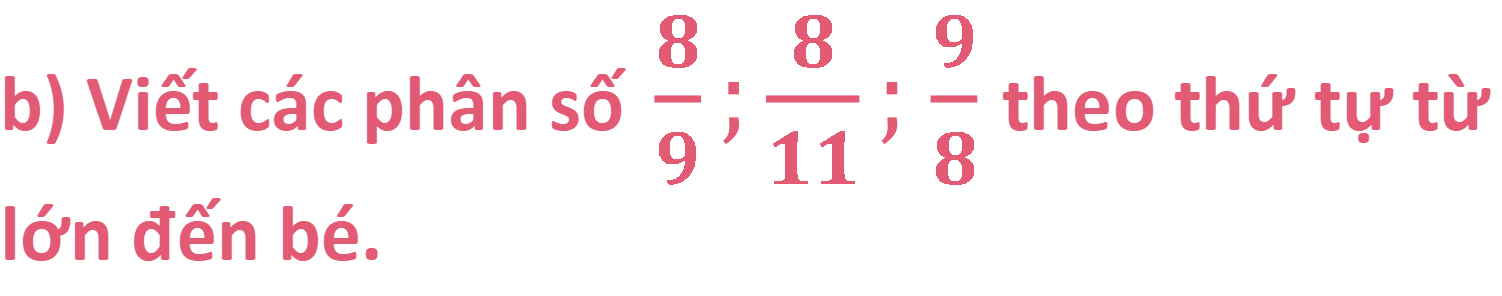 b) Viết các phân số 8/9 ; 8/11 ; 9/8 theo thứ tự từ
lớn đến bé.